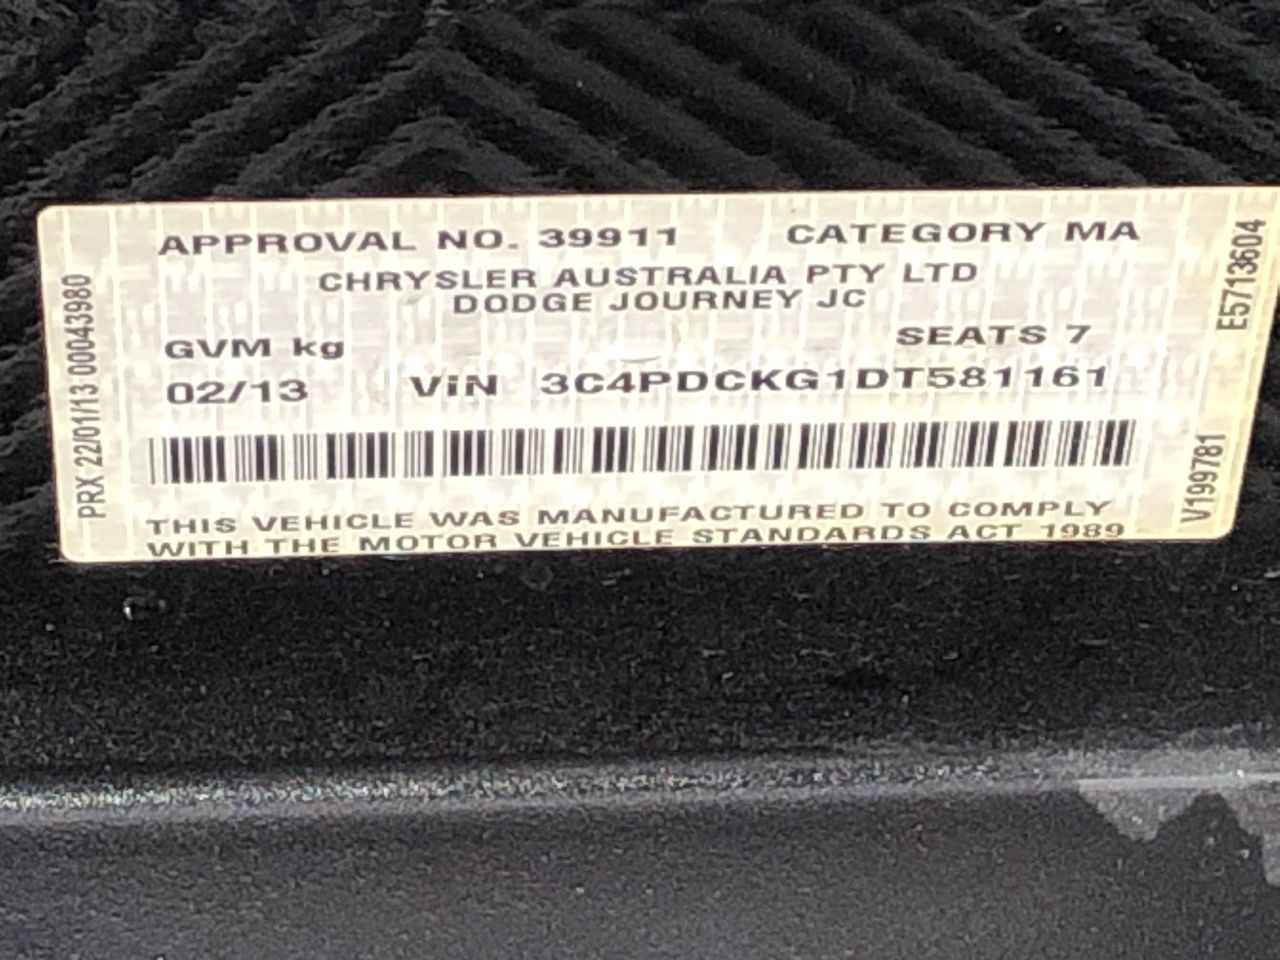 APPROVAL NO. 39911 CATEGORY MA
CHRYSLER AUSTRALIA PTY LTD
DODGE JOURNEY JC
GVM kg SEATS 7
02/13 ViN 3C4PDCKG1DT581161
THIS VEHICLE WAS MANUFACTURED TO COMPLY
WITH THE MOTOR VEHICLE STANDARDS ACT 1989
PRX 22/01/13 00043980
E5713604
V199781